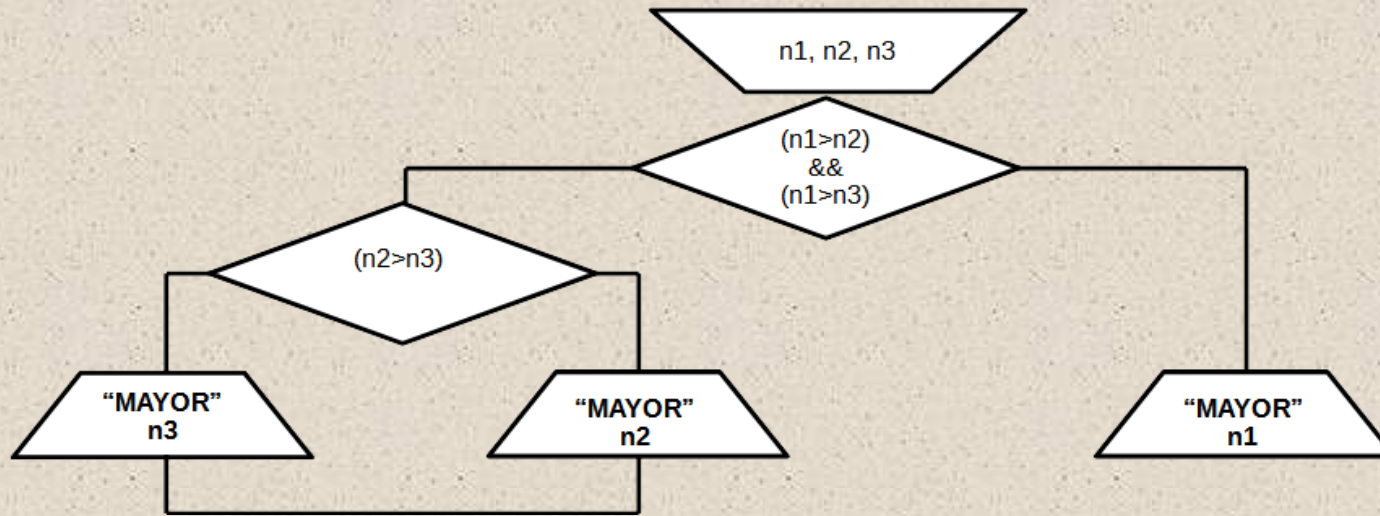 n1, n2, n3
(n1>n2)
&&
(n1>n3)
(n2>n3)
“MAYOR”
n3
“MAYOR”
n2
“MAYOR”
n1